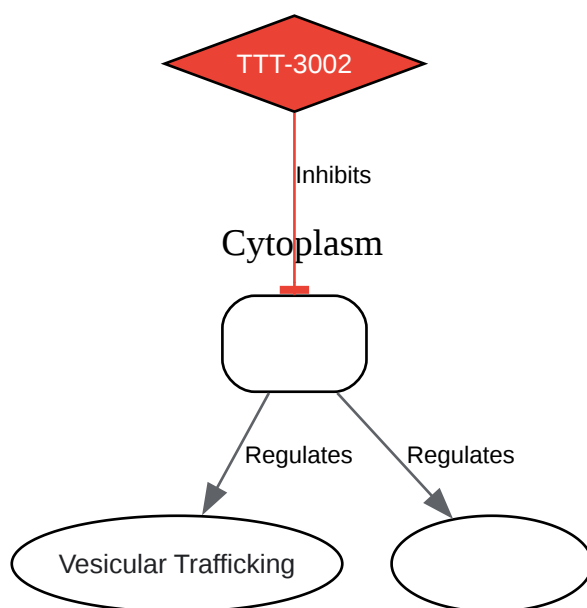 TTT-3002
Inhibits
Cytoplasm
Regulates
Regulates
Vesicular Trafficking